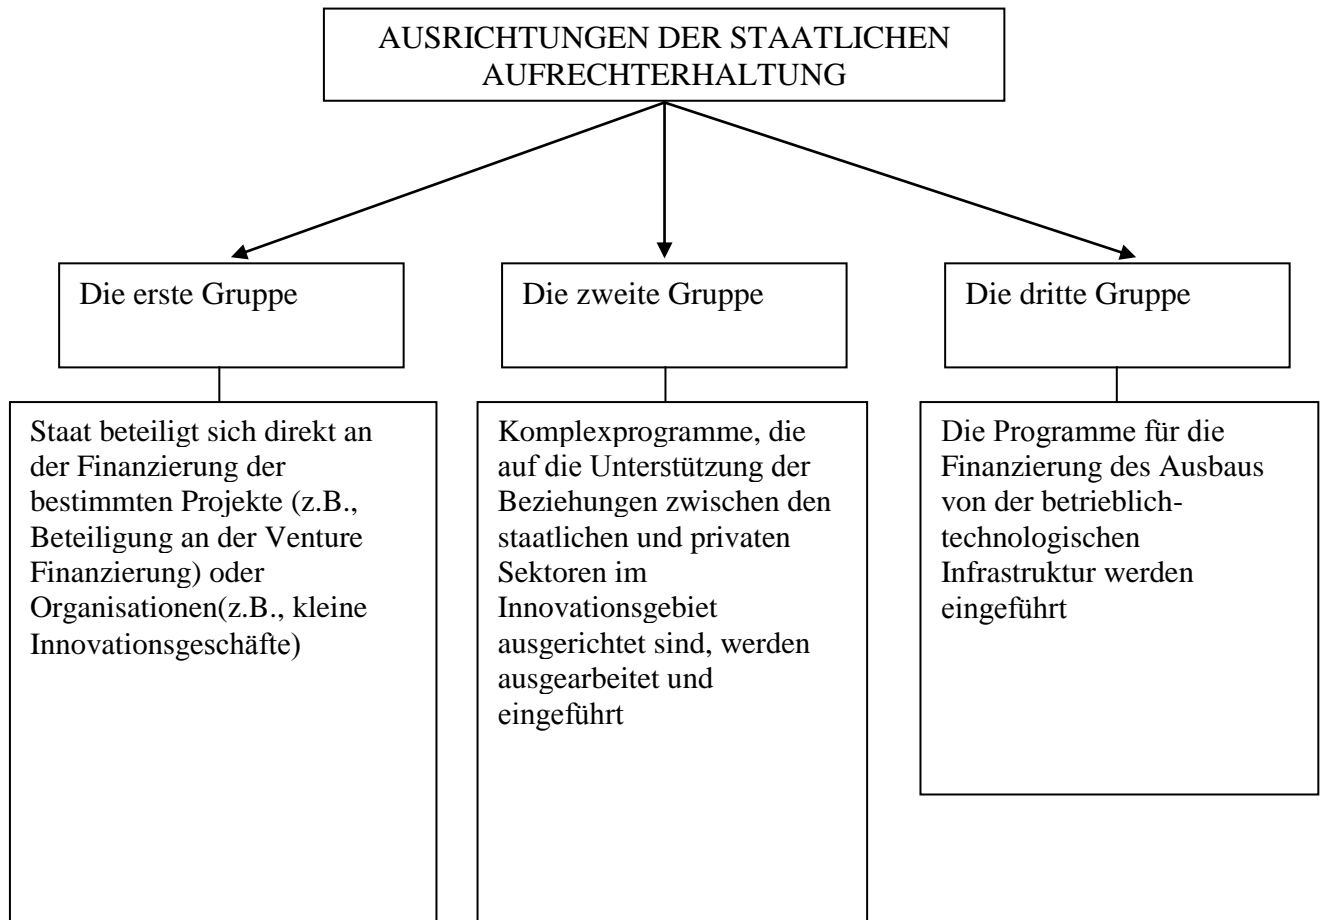 AUSRICHTUNGEN DER STAATLICHEN
AUFRECHTERHALTUNG
Die erste Gruppe
Die zweite Gruppe
Die dritte Gruppe
Staat beteiligt sich direkt an
der Finanzierung der
bestimmten Projekte (z.B.,
Beteiligung an der Venture
Finanzierung) oder
Organisationen(z.B., kleine
Innovationsgeschäfte)
Komplexprogramme, die
auf die Unterstützung der
Beziehungen zwischen den
staatlichen und privaten
Sektoren im
Innovationsgebiet
ausgerichtet sind, werden
ausgearbeitet und
eingeführt
Die Programme für die
Finanzierung des Ausbaus
von der betrieblich-
technologischen
Infrastruktur werden
eingeführt